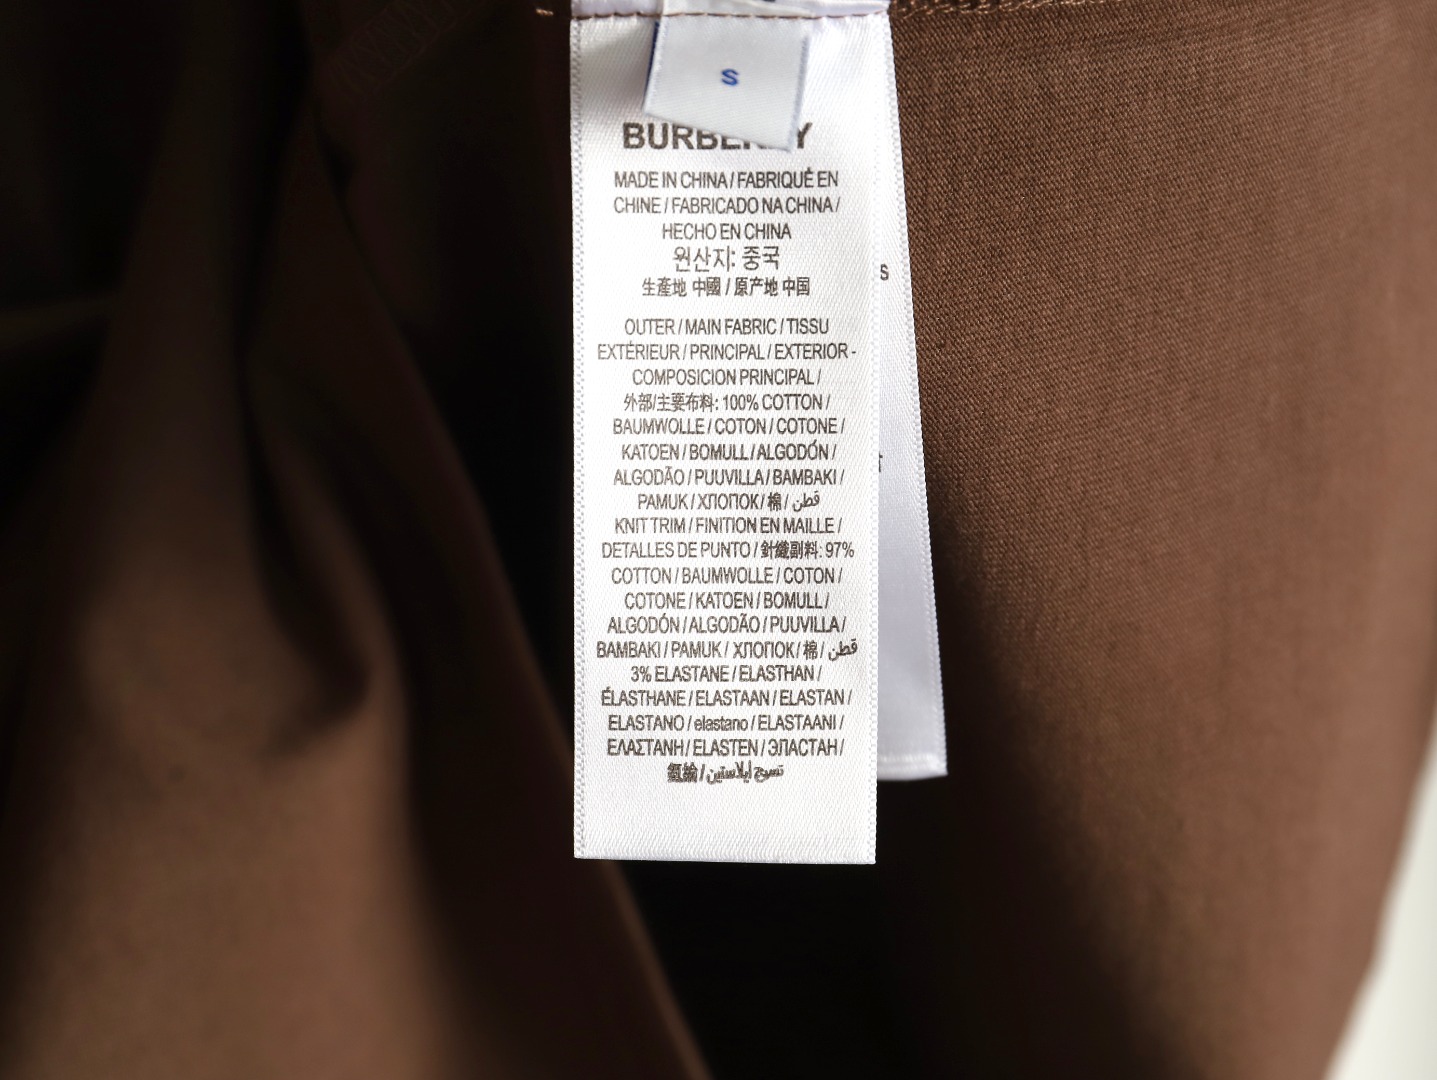 S
BURBERRY
MADE IN CHINA / FABRIQUÉ EN
CHINE / FABRICADO NA CHINA /
HECHO EN CHINA
원산지: 중국
生產地 中國 / 原产地 中国
OUTER / MAIN FABRIC / TISSU
EXTÉRIEUR / PRINCIPAL / EXTERIOR -
COMPOSICION PRINCIPAL /
外部/主要布料: 100% COTTON /
BAUMWOLLE / COTON / COTONE /
KATOEN / BOMULL / ALGODÓN /
ALGODÃO / PUUVILLA / BAMBAKI /
PAMUK / ХЛОПОК / 棉 / قطن
KNIT TRIM / FINITION EN MAILLE /
DETALLES DE PUNTO / 針織副料: 97%
COTTON / BAUMWOLLE / COTON /
COTONE / KATOEN / BOMULL /
ALGODÓN / ALGODÃO / PUUVILLA /
BAMBAKI / PAMUK / ХЛОПОК / 棉 / قطن
3% ELASTANE / ELASTHAN /
ÉLASTHANE / ELASTAAN / ELASTAN /
ELASTANO / elastano / ELASTAANI /
ΕΛΑΣΤΑΝΗ / ELASTEN / ЭЛАСТАН /
氨綸 / نسيج إيلاستين
S